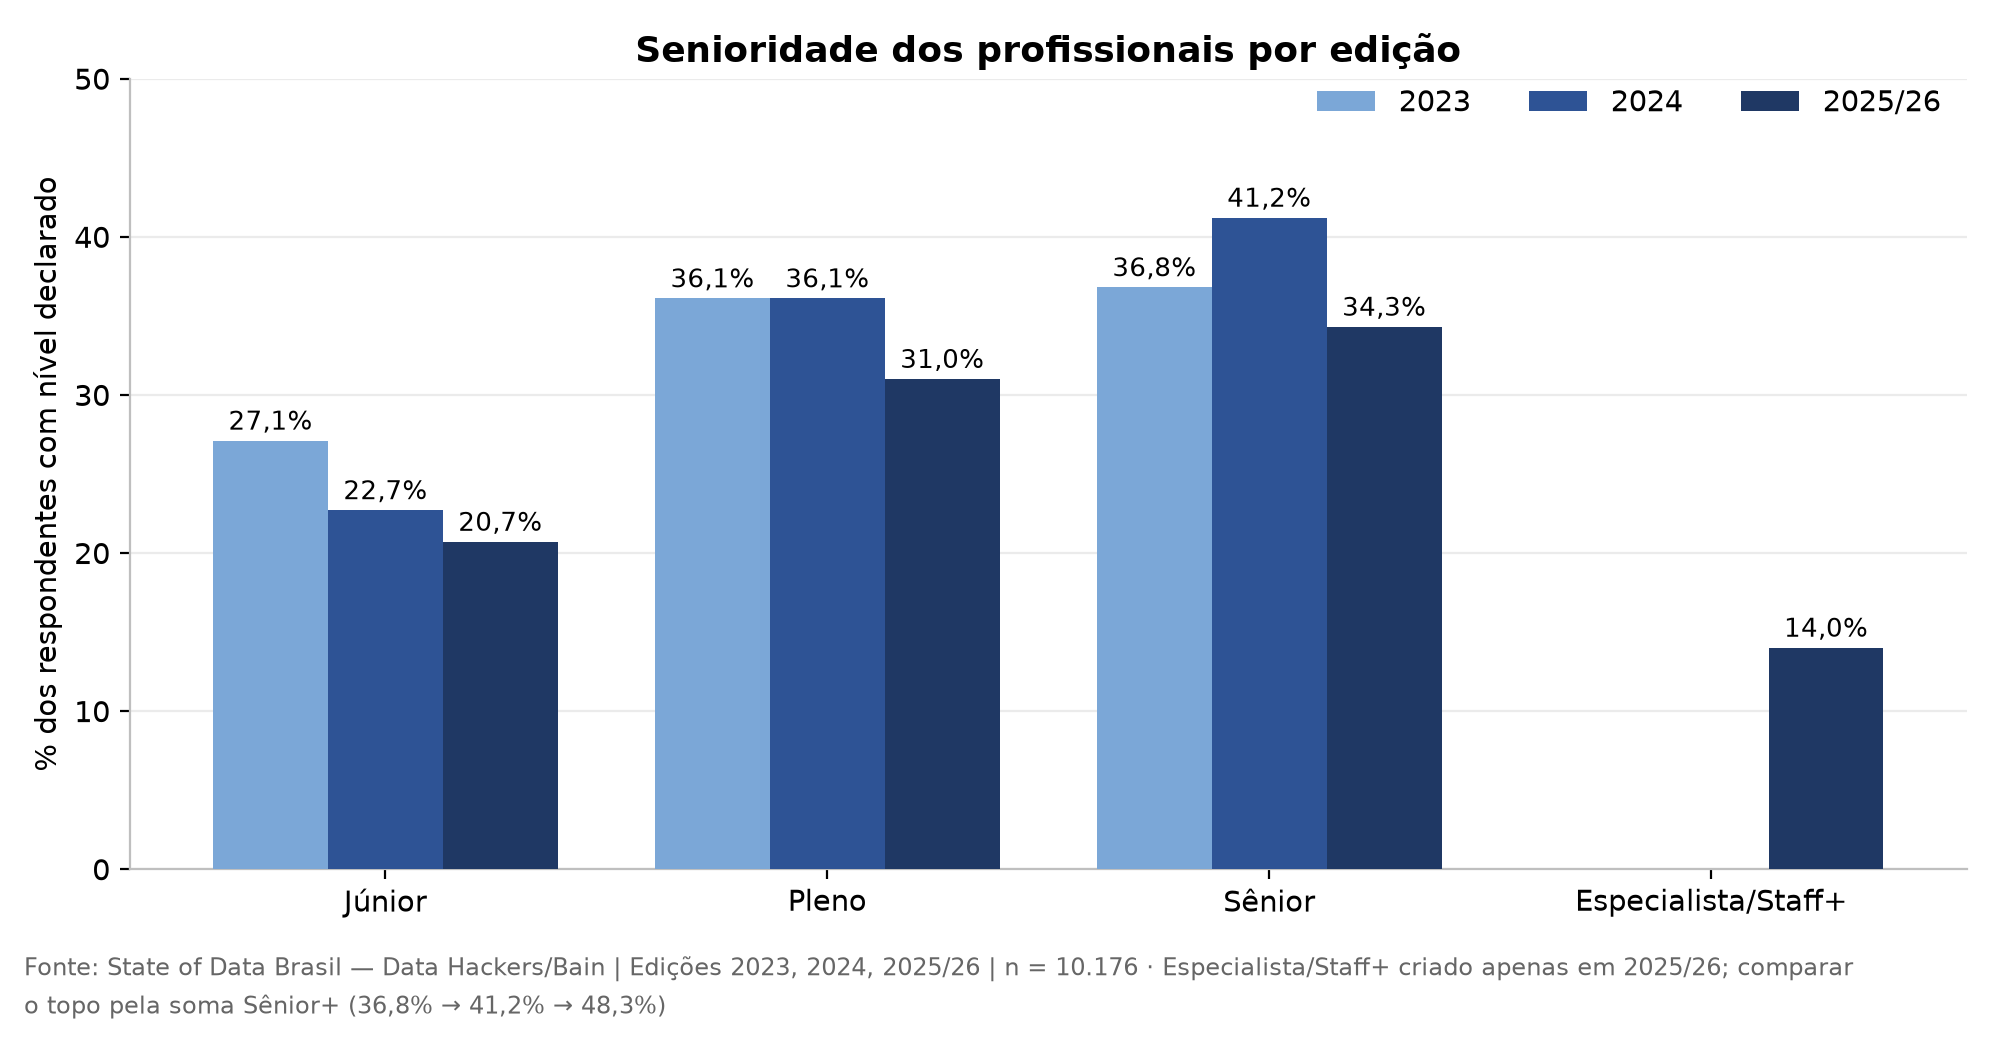 Senioridade dos profissionais por edição
2023 2024 2025/26
% dos respondentes com nível declarado
50
40
30
20
10
0
27,1% 22,7% 20,7%
36,1% 36,1% 31,0%
36,8% 41,2% 34,3%
14,0%
Júnior Pleno Sênior Especialista/Staff+
Fonte: State of Data Brasil — Data Hackers/Bain | Edições 2023, 2024, 2025/26 | n = 10.176 · Especialista/Staff+ criado apenas em 2025/26; comparar
o topo pela soma Sênior+ (36,8% → 41,2% → 48,3%)